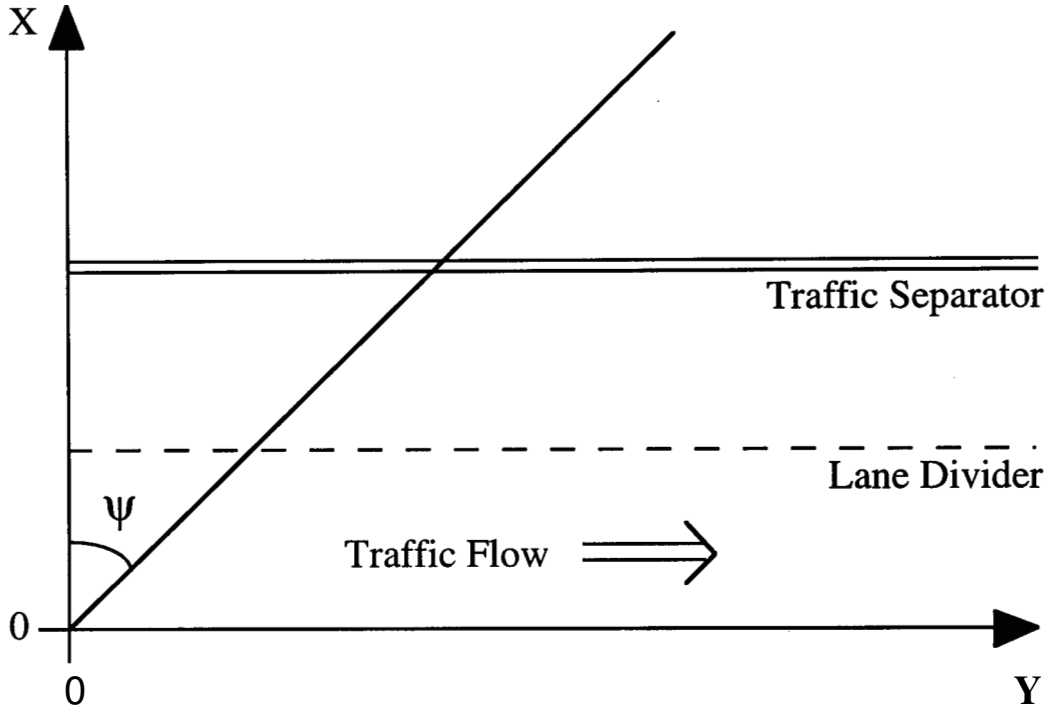 X
Traffic Separator
Lane Divider
ψ
Traffic Flow
0
0
Y